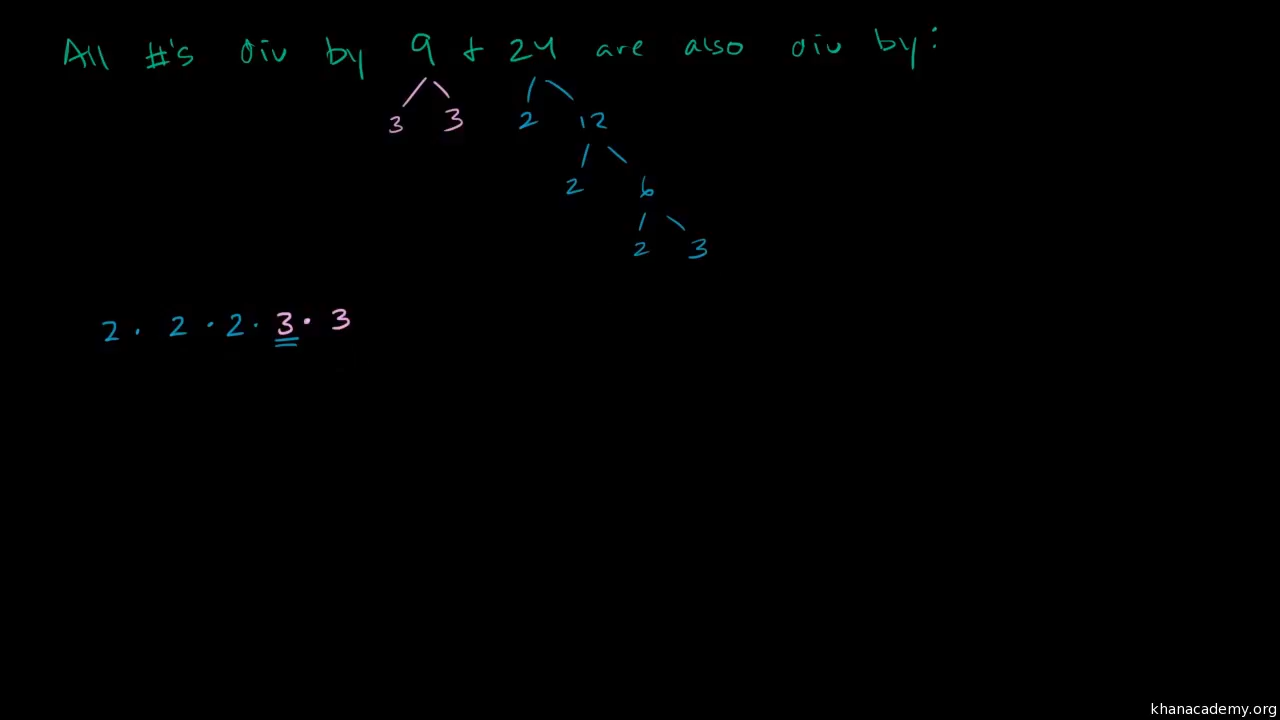 All #'s div by 9 + 24 are also div by:
3 3 2 12
2 6
2 3
2 · 2 · 2 · 3 · 3
khanacademy.org